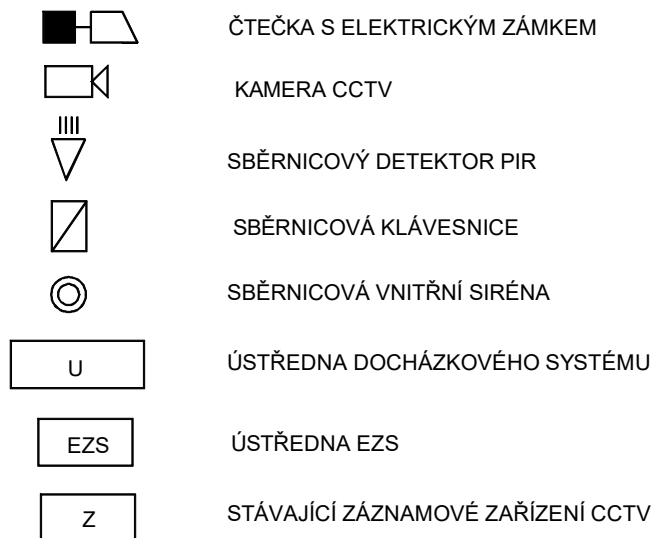 ČTEČKA S ELEKTRICKÝM ZÁMKEM
KAMERA CCTV
SBĚRNICOVÝ DETEKTOR PIR
SBĚRNICOVÁ KLÁVESNICE
SBĚRNICOVÁ VNITŘNÍ SIRÉNA
U ÚSTŘEDNA DOCHÁZKOVÉHO SYSTÉMU
EZS ÚSTŘEDNA EZS
Z STÁVAJÍCÍ ZÁZNAMOVÉ ZAŘÍZENÍ CCTV